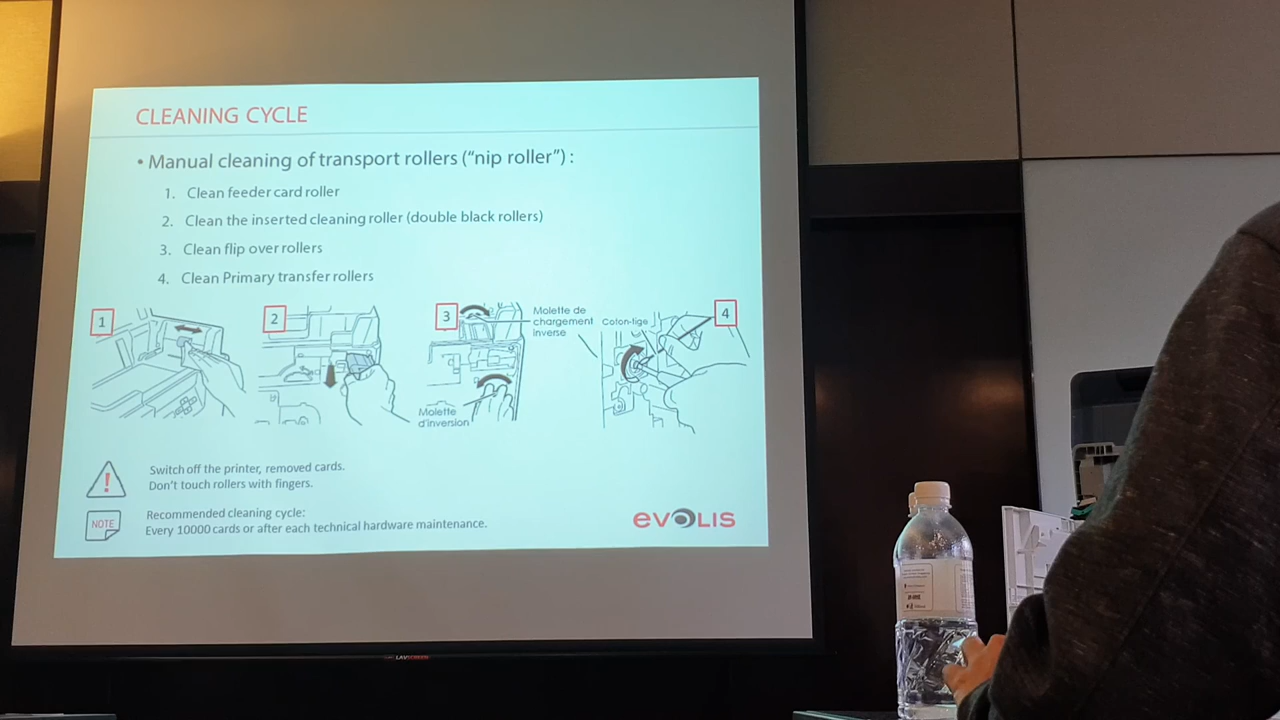 CLEANING CYCLE
• Manual cleaning of transport rollers (“nip roller”) :
1. Clean feeder card roller
2. Clean the inserted cleaning roller (double black rollers)
3. Clean flip over rollers
4. Clean Primary transfer rollers
1
2
3
Molette de
chargement
inverse
Coton-tige
4
Molette
d'inversion
!
Switch off the printer, removed cards.
Don't touch rollers with fingers.
NOTE
Recommended cleaning cycle:
Every 10000 cards or after each technical hardware maintenance.
evolis